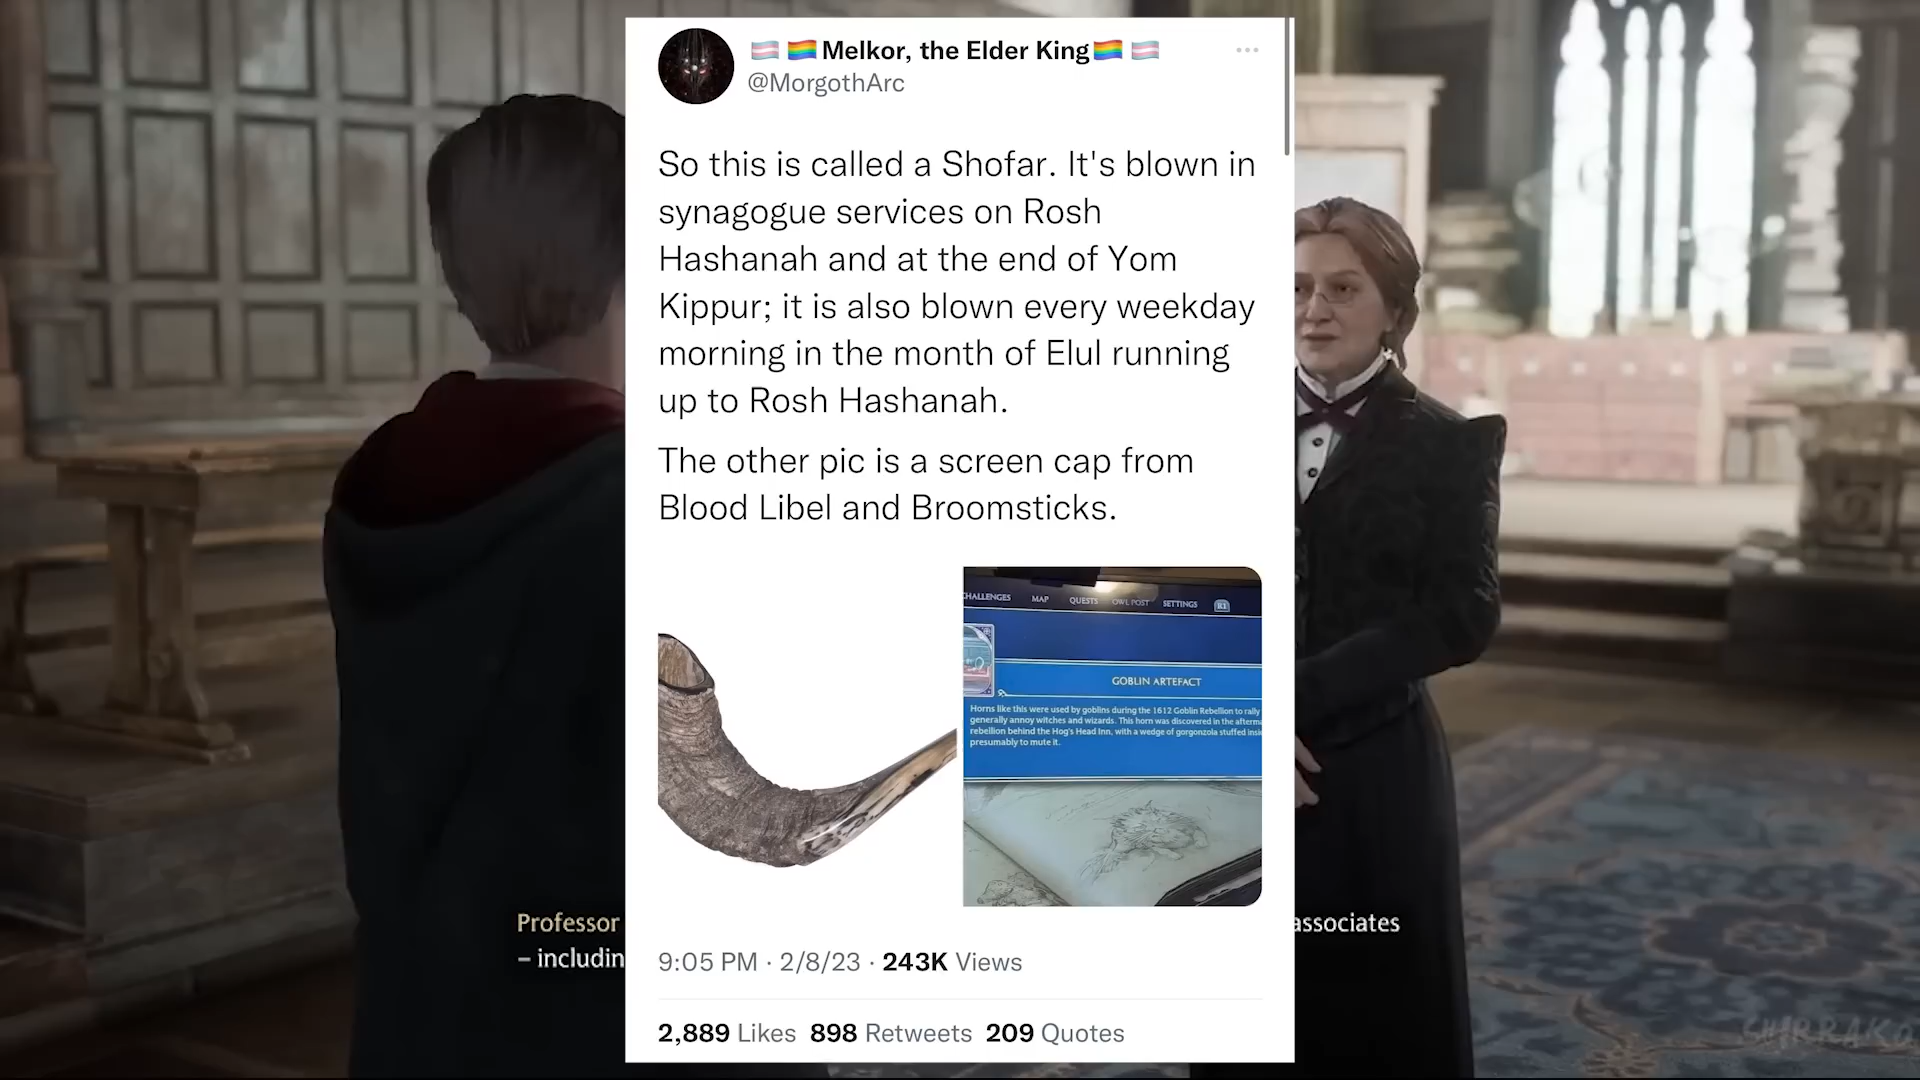 Melkor, the Elder King
@MorgothArc
So this is called a Shofar. It's blown in
synagogue services on Rosh
Hashanah and at the end of Yom
Kippur; it is also blown every weekday
morning in the month of Elul running
up to Rosh Hashanah.
The other pic is a screen cap from
Blood Libel and Broomsticks.
CHALLENGES MAP QUESTS OWL POST SETTINGS R1
GOBLIN ARTEFACT
Horns like this were used by goblins during the 1612 Goblin Rebellion to rally
generally annoy witches and wizards. This horn was discovered in the afterma
rebellion behind the Hog's Head Inn, with a wedge of gorgonzola stuffed insi
presumably to mute it.
Professor
associates
– includin
9:05 PM · 2/8/23 · 243K Views
2,889 Likes 898 Retweets 209 Quotes
SHIRRAKO